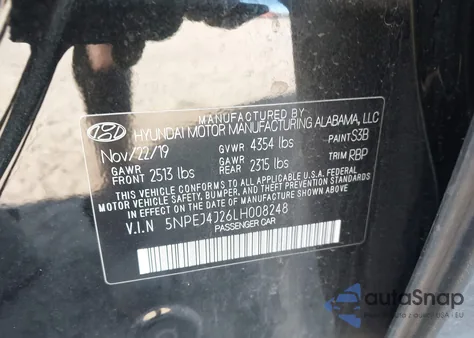 MANUFACTURED BY
HYUNDAI MOTOR MANUFACTURING ALABAMA, LLC
Nov/22/19 GVWR 4354 lbs PAINT S3B
GAWR FRONT 2513 lbs GAWR REAR 2315 lbs TRIM RBP
THIS VEHICLE CONFORMS TO ALL APPLICABLE U.S.A. FEDERAL
MOTOR VEHICLE SAFETY, BUMPER, AND THEFT PREVENTION
STANDARDS IN EFFECT ON THE DATE OF MANUFACTURE SHOWN ABOVE.
V.I.N 5NPEJ4J26LH008248
PASSENGER CAR
autoSnap